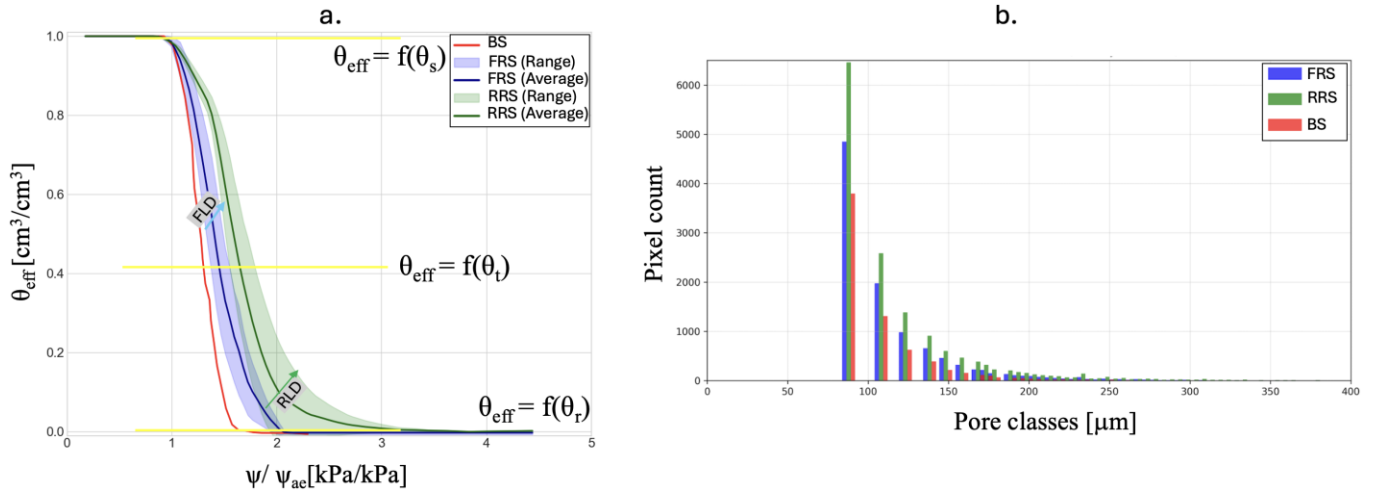 a.
1.0
0.8
0.6
0.4
0.2
0.0
0
1
2
3
4
5
θeff [cm³/cm³]
ψ/ ψae[kPa/kPa]
BS
FRS (Range)
FRS (Average)
RRS (Range)
RRS (Average)
θeff = f(θs)
θeff = f(θt)
θeff = f(θr)
FLD
RLD
b.
6000
5000
4000
3000
2000
1000
0
0
50
100
150
200
250
300
350
400
Pixel count
Pore classes [μm]
FRS
RRS
BS